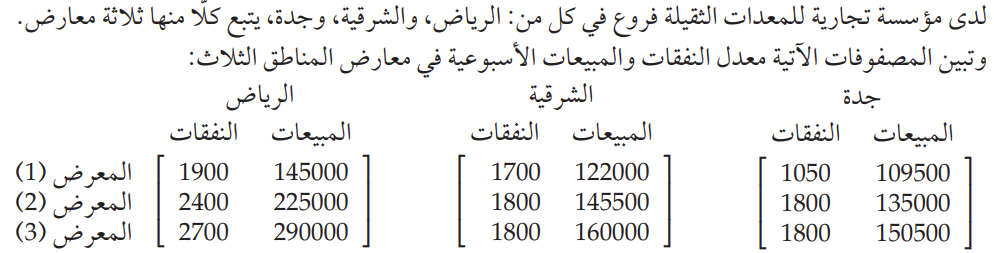 لدى مؤسسة تجارية للمعدات الثقيلة فروع في كل من: الرياض، والشرقية، وجدة، يتبع كلًا منها ثلاثة معارض.
وتبين المصفوفات الآتية معدل النفقات والمبيعات الأسبوعية في معارض المناطق الثلاث:
الرياض الشرقية جدة
النفقات المبيعات النفقات المبيعات النفقات المبيعات
المعرض (1) 1900 145000 1700 122000 1050 109500
المعرض (2) 2400 225000 1800 145500 1800 135000
المعرض (3) 2700 290000 1800 160000 1800 150500